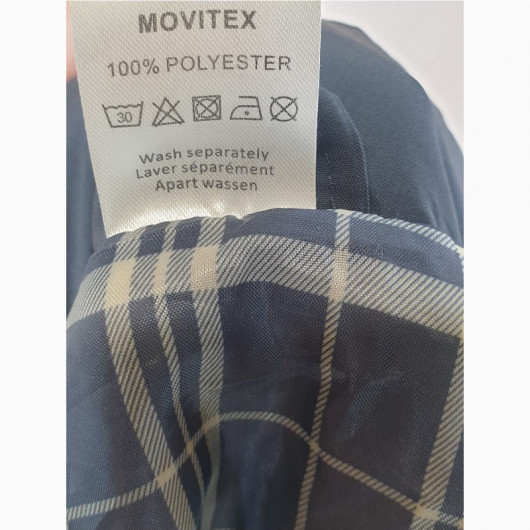 MOVITEX
100% POLYESTER
30
Wash separately
Laver séparément
Apart wassen